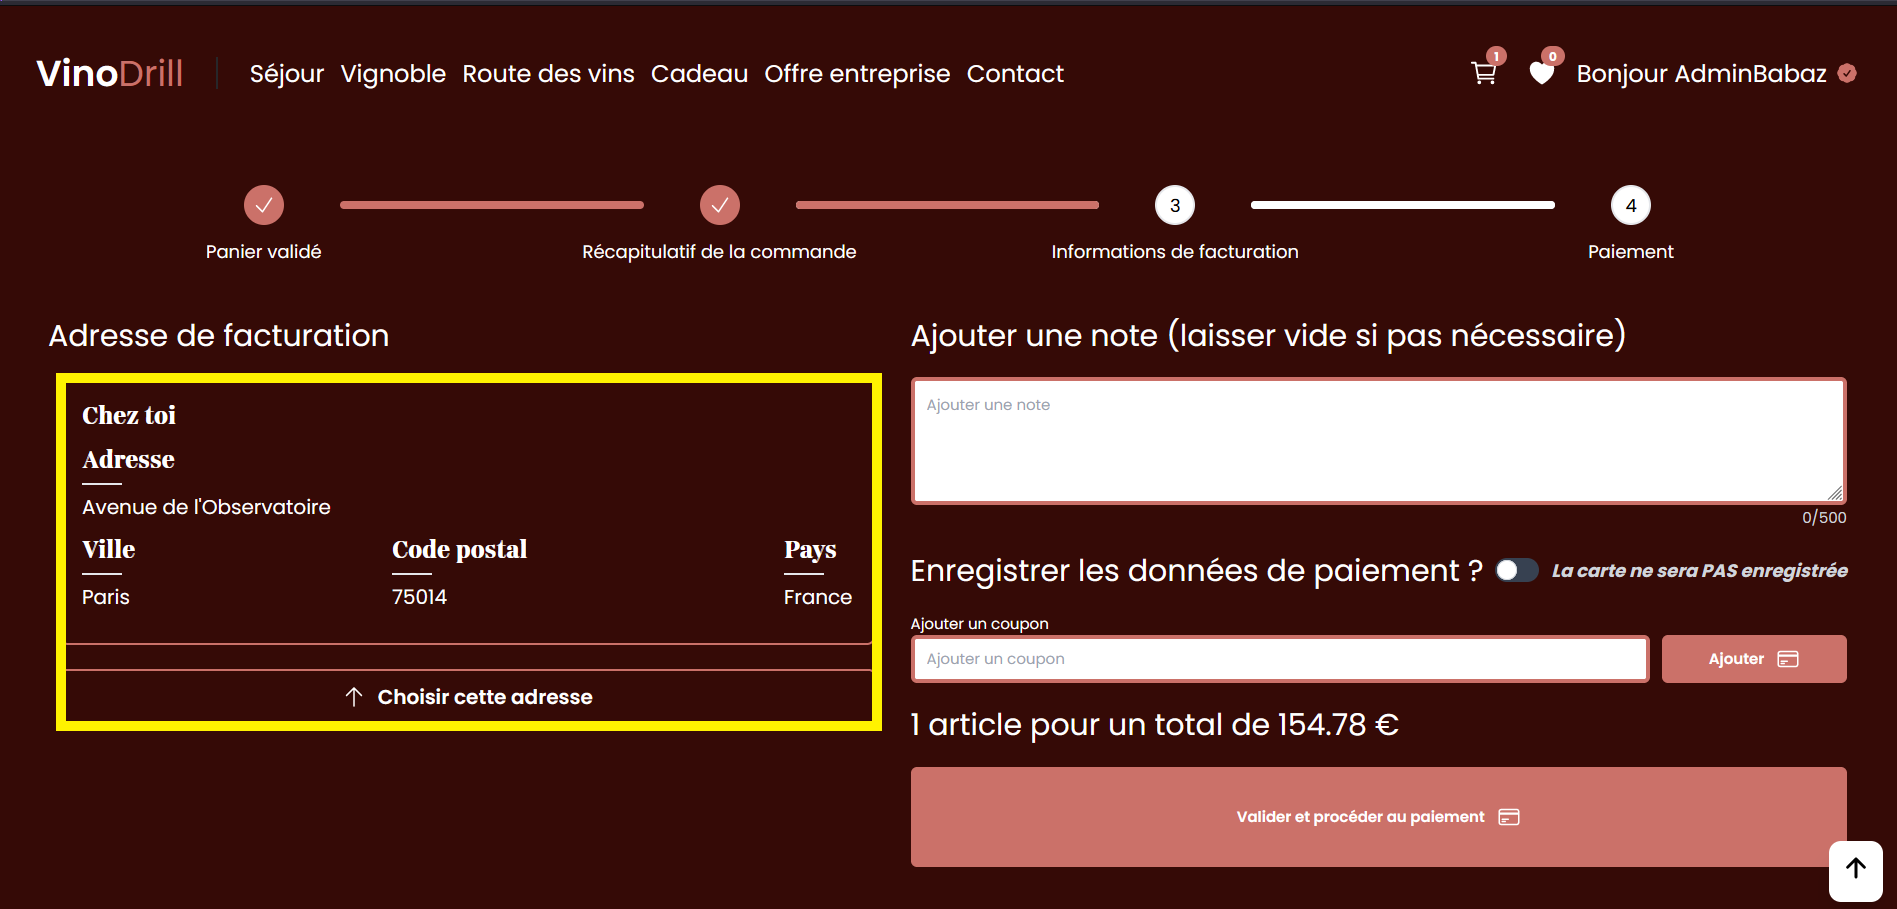 VinoDrill Séjour Vignoble Route des vins Cadeau Offre entreprise Contact 1 0 Bonjour AdminBabaz
3 4
Panier validé Récapitulatif de la commande Informations de facturation Paiement
Adresse de facturation
Chez toi
Adresse
Avenue de l'Observatoire
Ville Code postal Pays
Paris 75014 France
Choisir cette adresse
Ajouter une note (laisser vide si pas nécessaire)
Ajouter une note
0/500
Enregistrer les données de paiement ? La carte ne sera PAS enregistrée
Ajouter un coupon
Ajouter un coupon Ajouter
1 article pour un total de 154.78 €
Valider et procéder au paiement